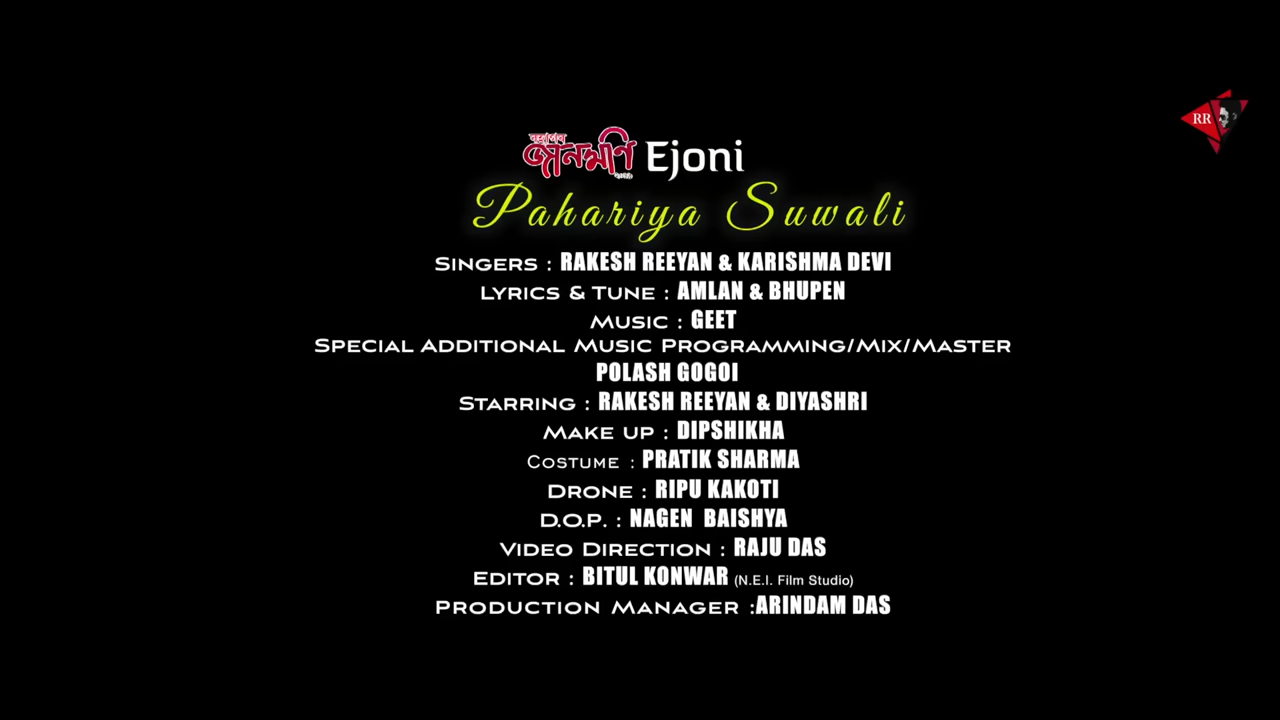 জানমণি Ejoni
Pahariya Suwali
SINGERS : RAKESH REEYAN & KARISHMA DEVI
LYRICS & TUNE : AMLAN & BHUPEN
MUSIC : GEET
SPECIAL ADDITIONAL MUSIC PROGRAMMING/MIX/MASTER
POLASH GOGOI
STARRING : RAKESH REEYAN & DIYASHRI
MAKE UP : DIPSHIKHA
COSTUME : PRATIK SHARMA
DRONE : RIPU KAKOTI
D.O.P. : NAGEN BAISHYA
VIDEO DIRECTION : RAJU DAS
EDITOR : BITUL KONWAR (N.E.I. Film Studio)
PRODUCTION MANAGER :ARINDAM DAS
RR